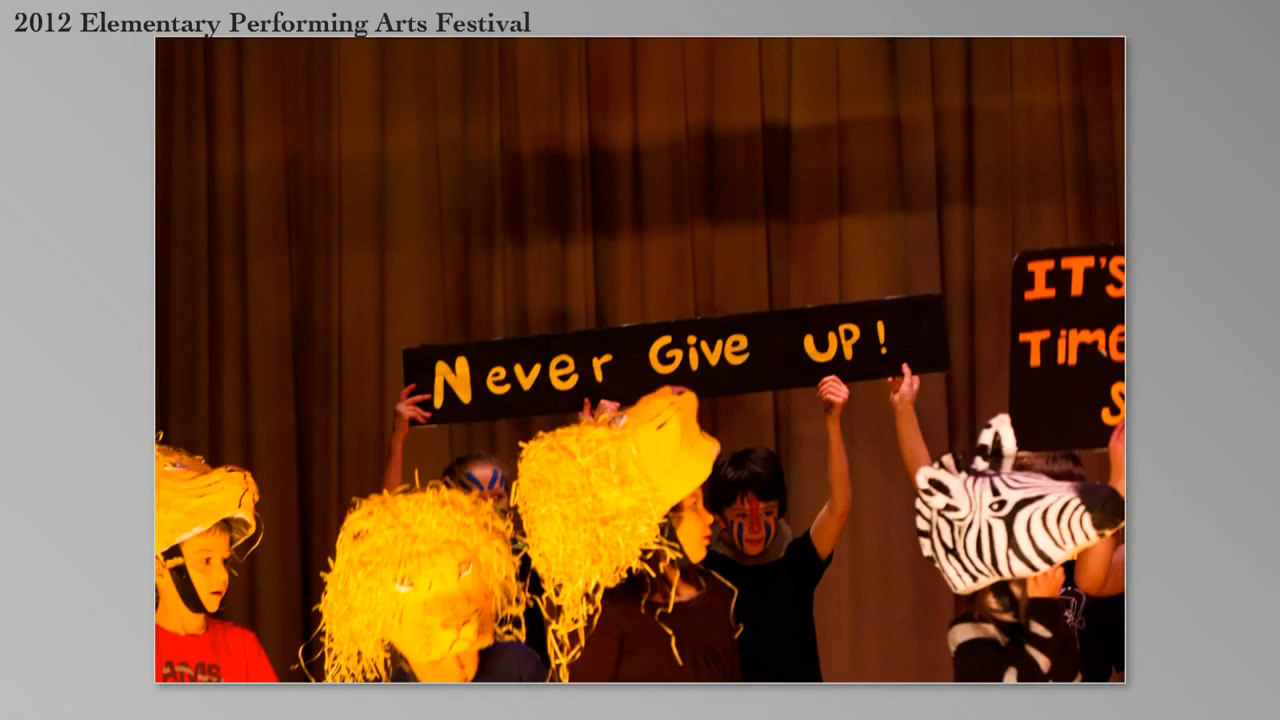 2012 Elementary Performing Arts Festival
Never Give UP!
IT'S
Time
S